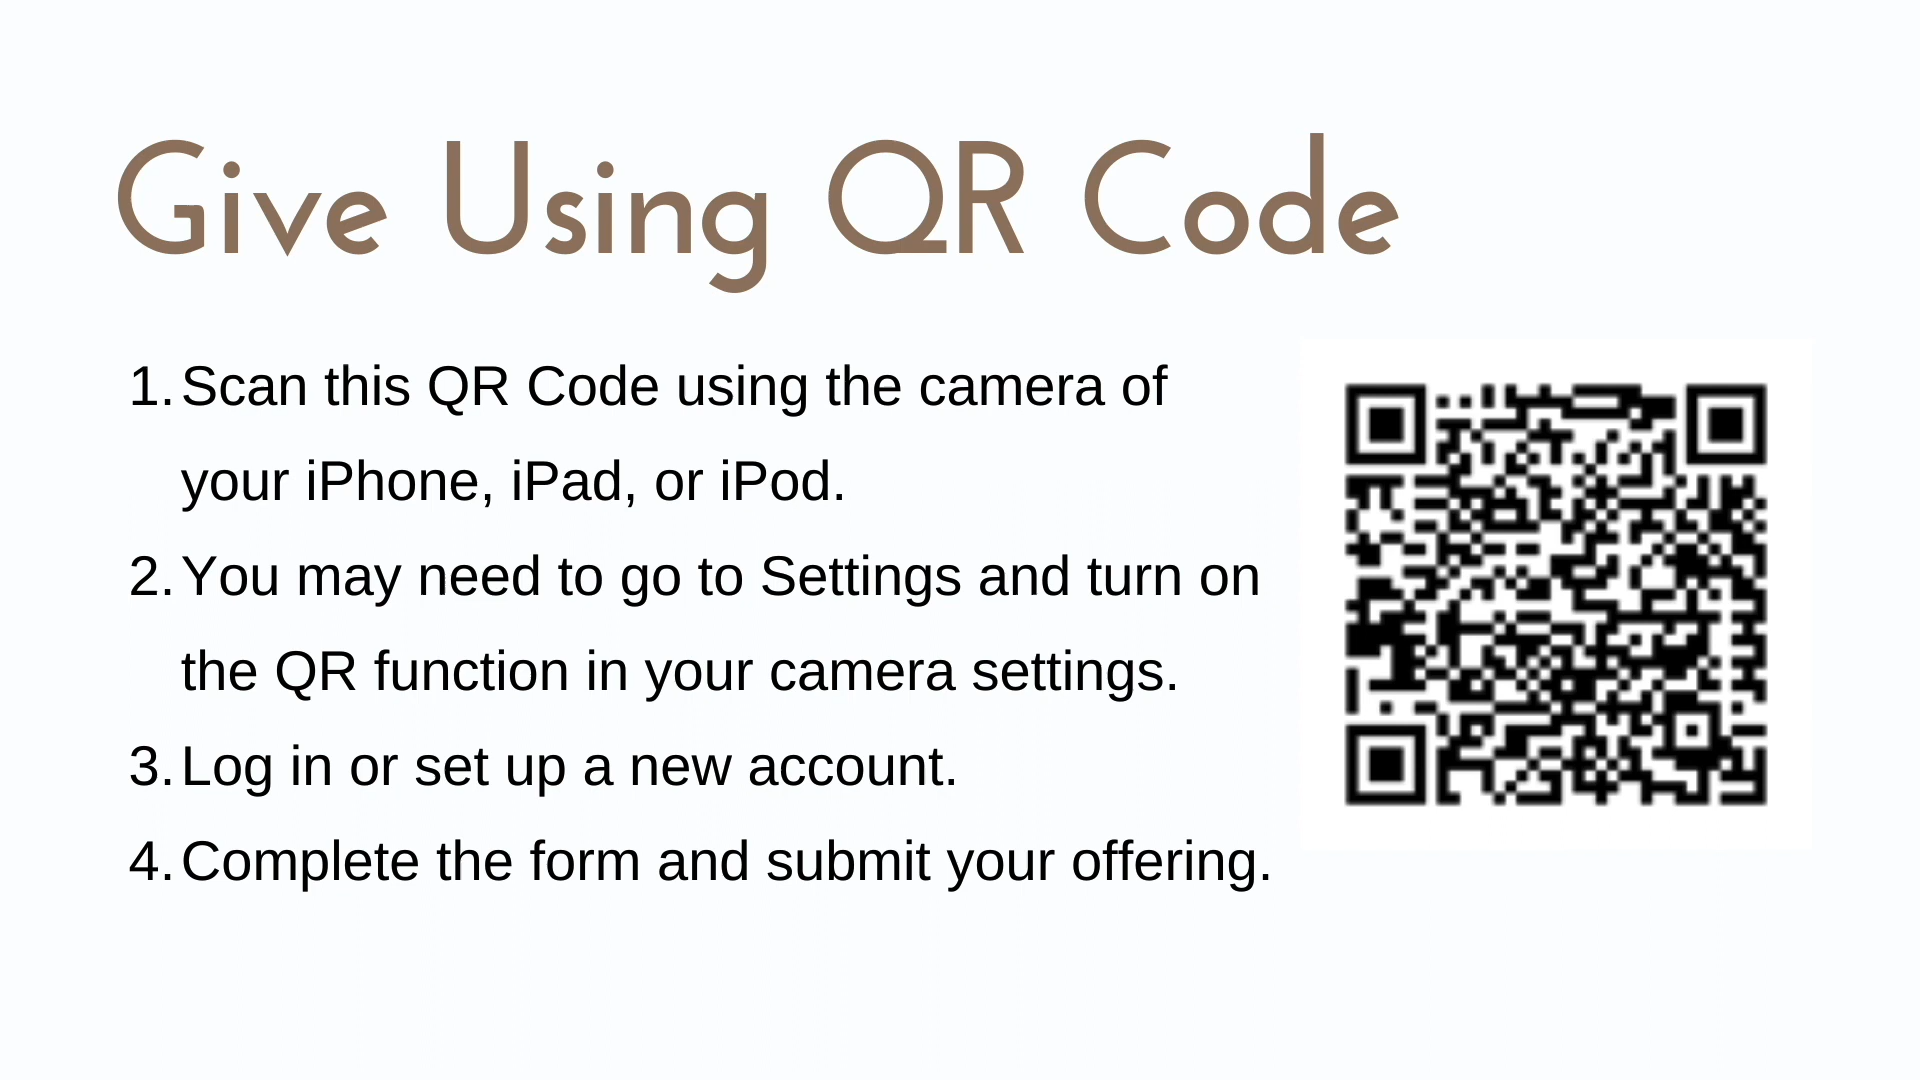 Give Using QR Code
1. Scan this QR Code using the camera of
your iPhone, iPad, or iPod.
2. You may need to go to Settings and turn on
the QR function in your camera settings.
3. Log in or set up a new account.
4. Complete the form and submit your offering.